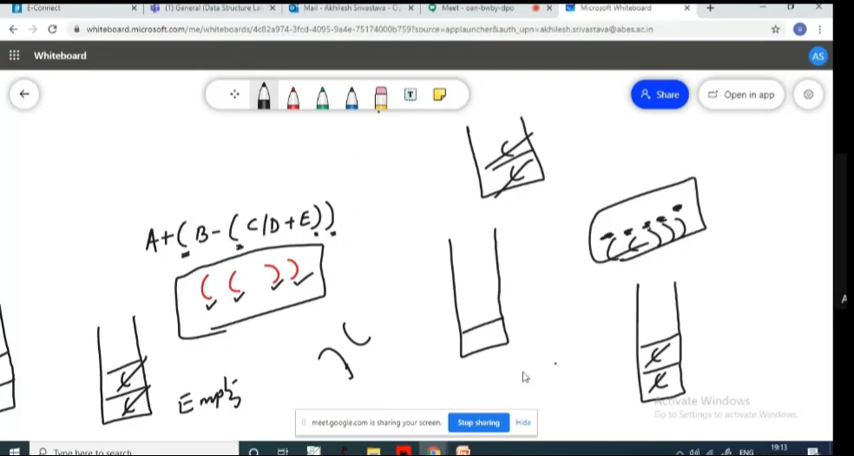 E-Connect
(1) General (Data Structure La
Mail - Akhilesh Srivastava - O
Meet - oan-bwby-dpo
Microsoft Whiteboard
whiteboard.microsoft.com/me/whiteboards/4c82a974-3fcd-4095-9a4e-75174000b759?source=applauncher&auth_upn=akhilesh.srivastava@abes.ac.in
Whiteboard
AS
Share
Open in app
A+(B-(C/D+E))
( ( ) )
( ( ) ) )
Empty
meet.google.com is sharing your screen.
Stop sharing
Hide
Activate Windows
Go to Settings to activate Windows.
Type here to search
ENG
19:13